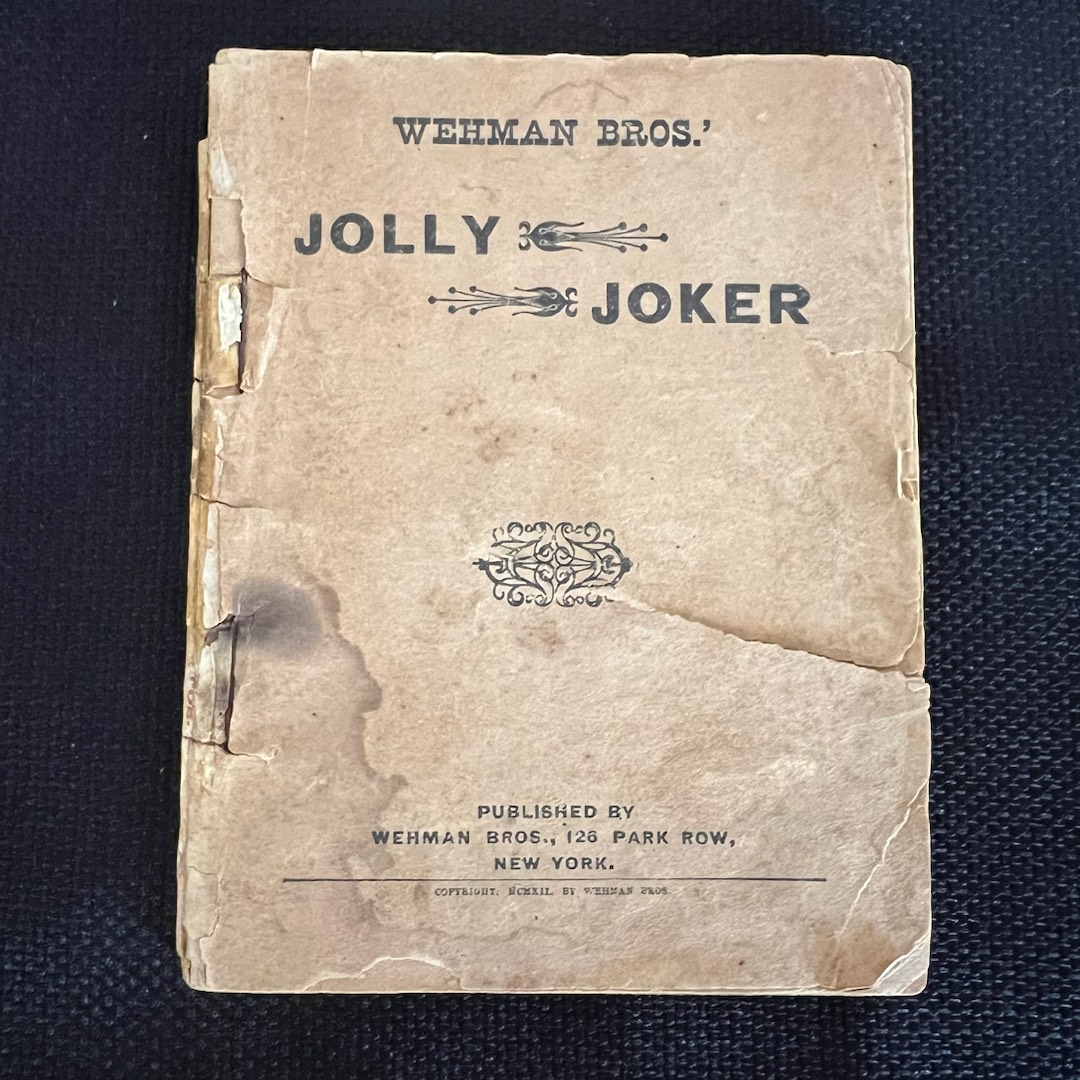 WEHMAN BROS.'
JOLLY
JOKER
PUBLISHED BY
WEHMAN BROS., 126 PARK ROW,
NEW YORK.
COPYRIGHT, MCMXII, BY WEHMAN BROS.